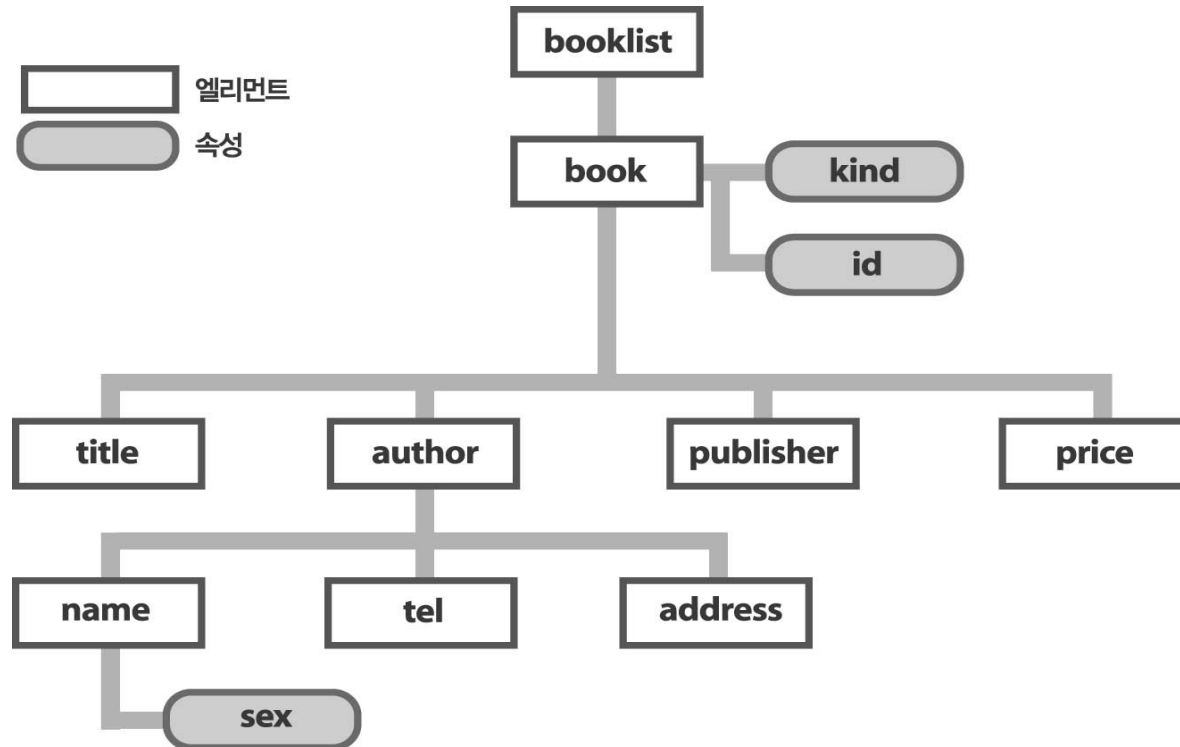 booklist
엘리먼트
속성
book
kind
id
title
author
publisher
price
name
tel
address
sex